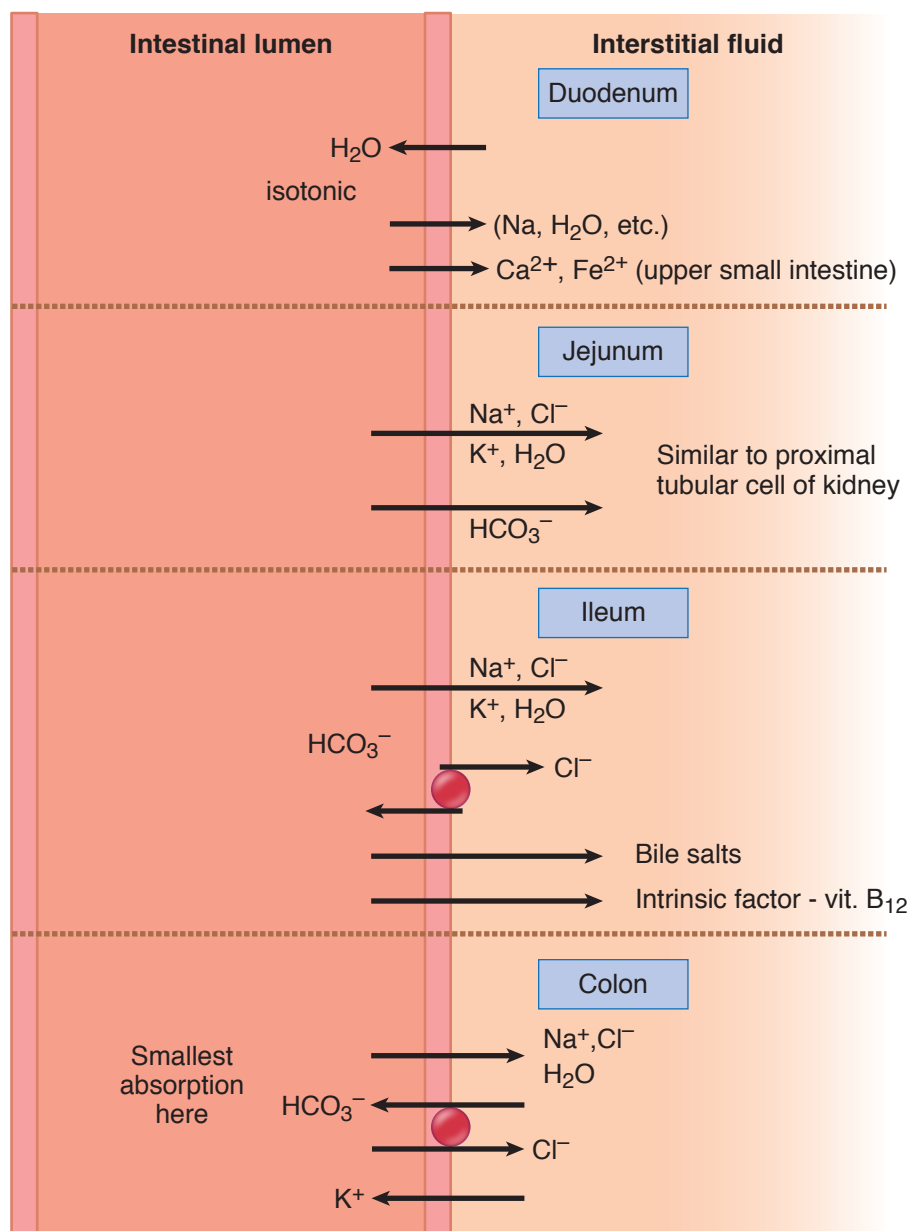 Intestinal lumen
Interstitial fluid
Duodenum
H₂O
isotonic
(Na, H₂O, etc.)
Ca²⁺, Fe²⁺ (upper small intestine)
Jejunum
Na⁺, Cl⁻
K⁺, H₂O
HCO₃⁻
Similar to proximal
tubular cell of kidney
Ileum
Na⁺, Cl⁻
K⁺, H₂O
HCO₃⁻
Cl⁻
Bile salts
Intrinsic factor - vit. B₁₂
Colon
Na⁺,Cl⁻
H₂O
Smallest
absorption
here
HCO₃⁻
Cl⁻
K⁺